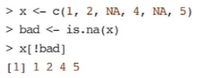 > x <- c(1, 2, NA, 4, NA, 5)
> bad <- is.na(x)
> x[!bad]
[1] 1 2 4 5